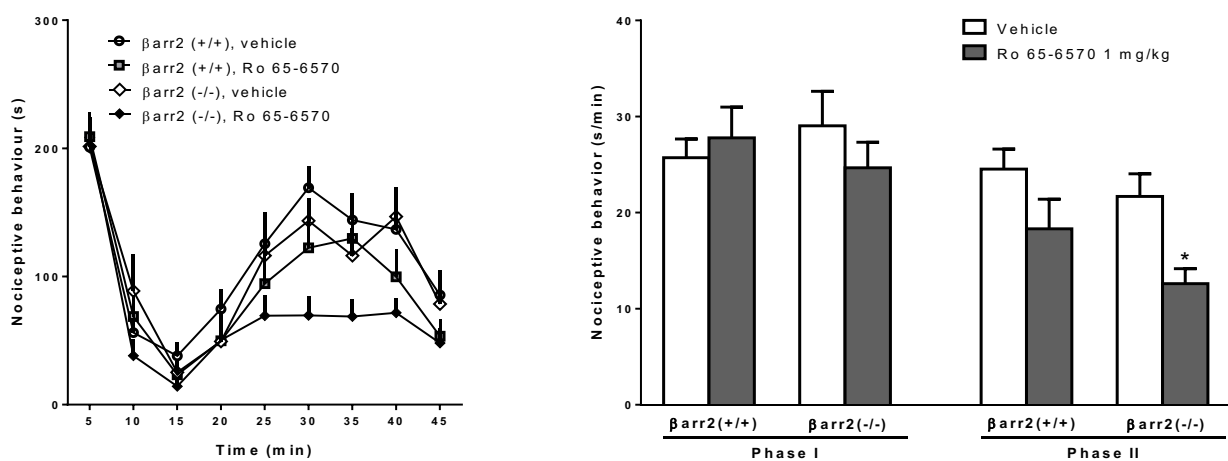 300
200
100
0
Nociceptive behaviour (s)
βarr2 (+/+), vehicle
βarr2 (+/+), Ro 65-6570
βarr2 (-/-), vehicle
βarr2 (-/-), Ro 65-6570
5 10 15 20 25 30 35 40 45
Time (min)
40
30
20
10
0
Nociceptive behavior (s/min)
Vehicle
Ro 65-6570 1 mg/kg
*
βarr2(+/+) βarr2(-/-) βarr2(+/+) βarr2(-/-)
Phase I Phase II